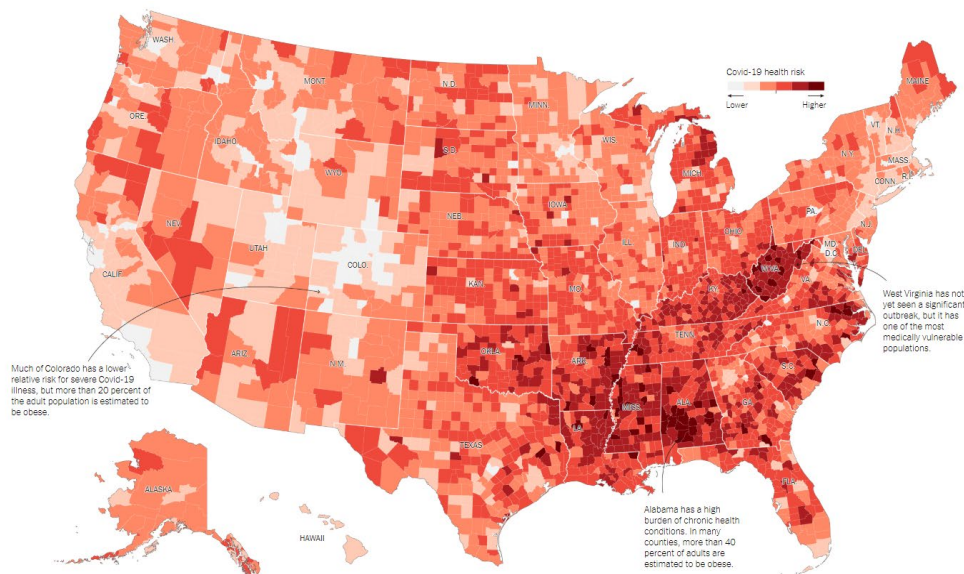 WASH.
MONT.
N.D.
MINN.
MAINE
ORE.
IDAHO
S.D.
WIS.
MICH.
VT.
N.H.
N.Y.
MASS.
CONN.
R.I.
WYO.
NEB.
IOWA
PA.
N.J.
NEV.
UTAH
COLO.
ILL.
IND.
OHIO
MD.
D.C.
DEL.
W.VA.
VA.
CALIF.
KAN.
MO.
KY.
N.C.
TENN.
ARIZ.
N.M.
OKLA.
ARK.
S.C.
MISS.
ALA.
GA.
LA.
TEXAS
FLA.
ALASKA
HAWAII
Covid-19 health risk
Lower
Higher
West Virginia has not
yet seen a significant
outbreak, but it has
one of the most
medically vulnerable
populations.
Much of Colorado has a lower
relative risk for severe Covid-19
illness, but more than 20 percent of
the adult population is estimated to
be obese.
Alabama has a high
burden of chronic health
conditions. In many
counties, more than 40
percent of adults are
estimated to be obese.